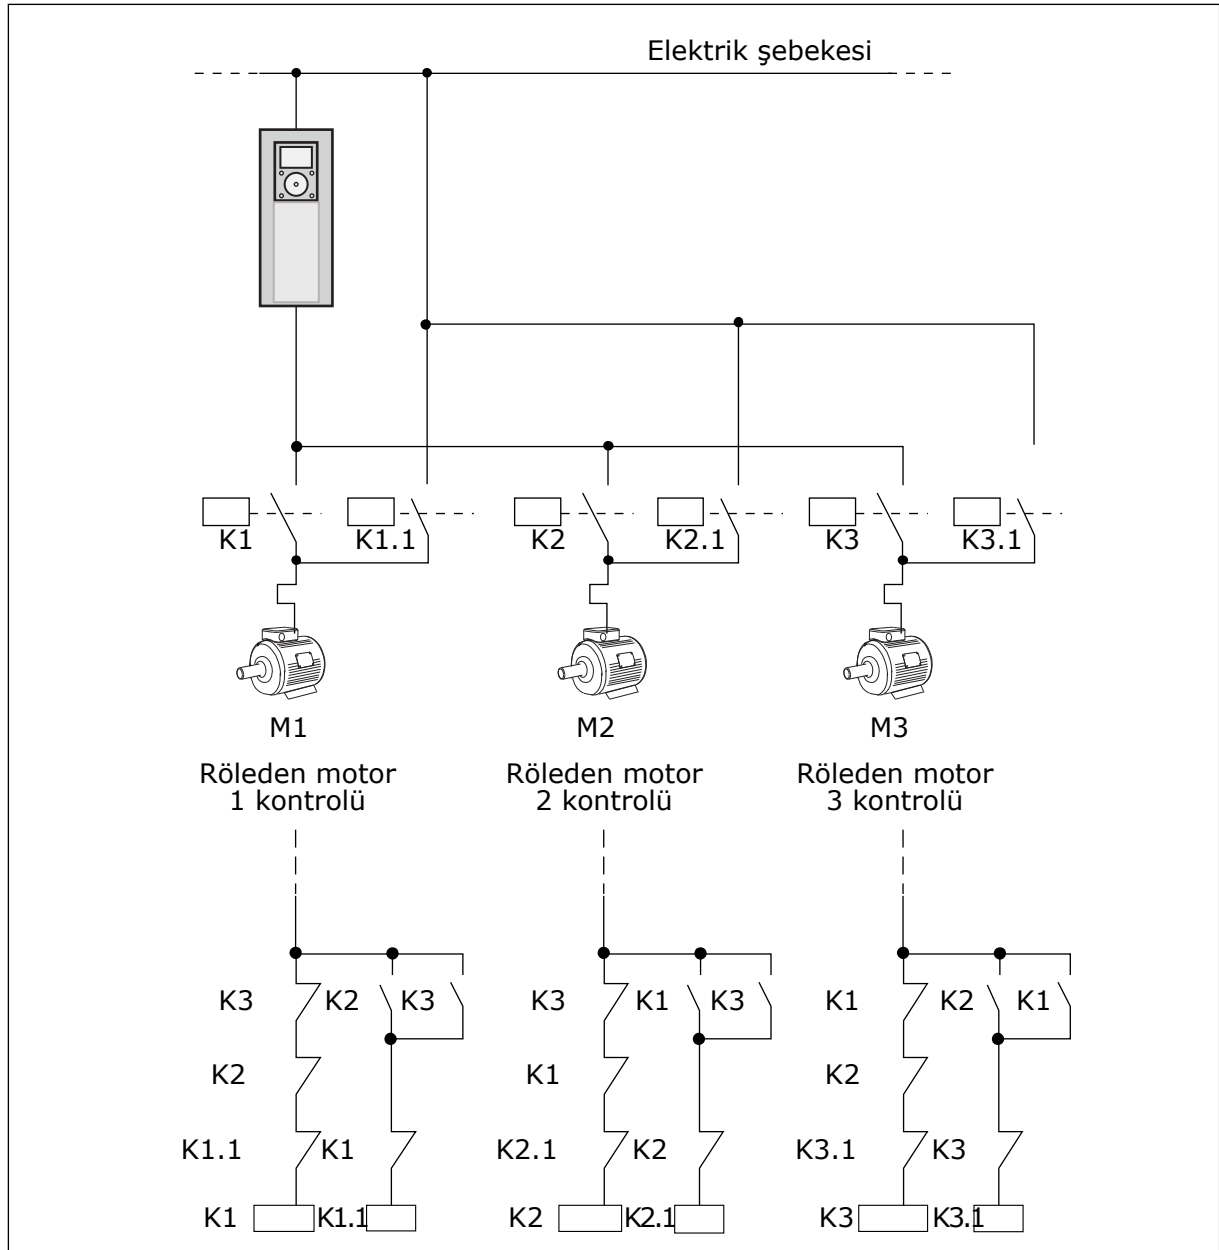 Elektrik şebekesi
K1 K1.1 K2 K2.1 K3 K3.1
M1 M2 M3
Röleden motor Röleden motor Röleden motor
1 kontrolü 2 kontrolü 3 kontrolü
K3 K2 K3 K3 K1 K3 K1 K2 K1
K2 K1 K2
K1.1 K1 K2.1 K2 K3.1 K3
K1 K1.1 K2 K2.1 K3 K3.1